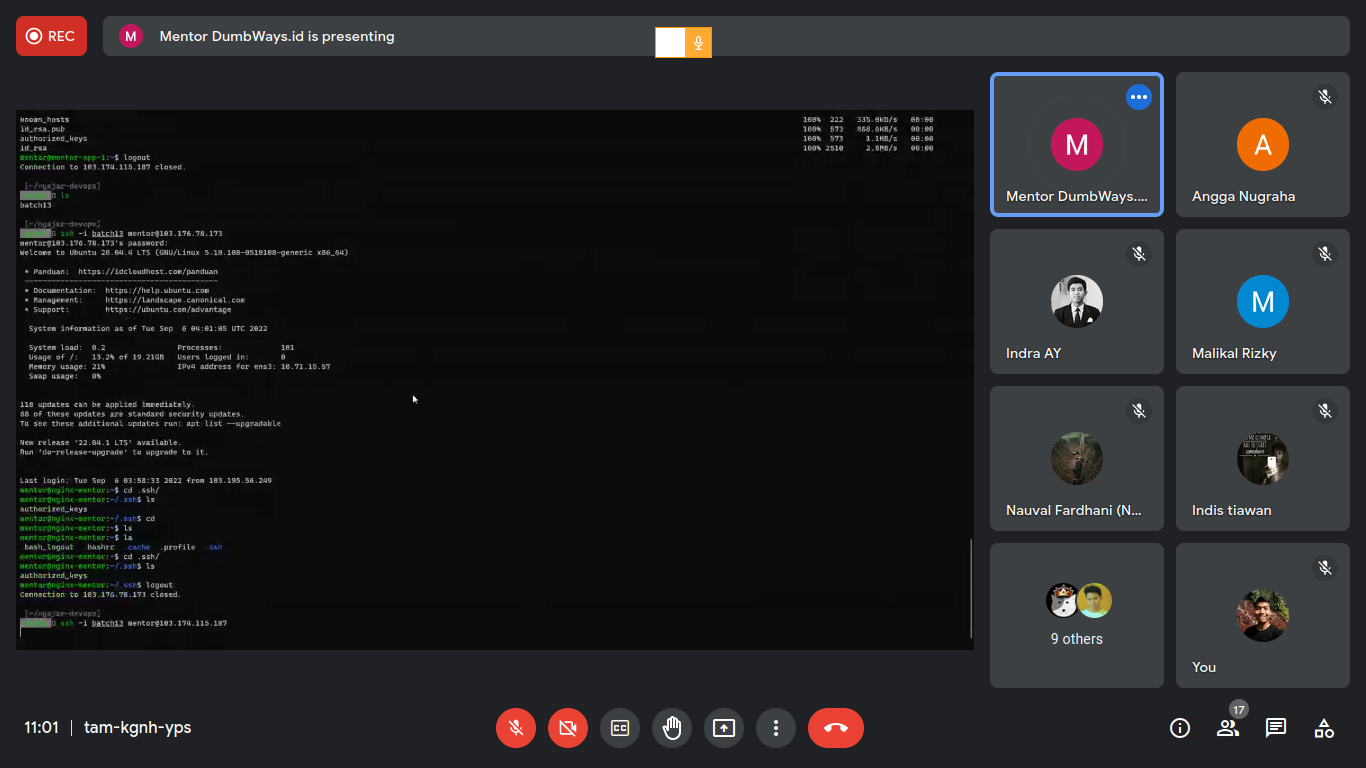 REC
M
Mentor DumbWays.id is presenting
known_hosts 100% 222 335.0KB/s 00:00
id_rsa.pub 100% 573 868.6KB/s 00:00
authorized_keys 100% 573 1.1MB/s 00:00
id_rsa 100% 2610 2.8MB/s 00:00
mentor@mentor-app-1:~$ logout
Connection to 103.174.115.187 closed.
[~/ngajar-devops]
ls
batch13
[~/ngajar-devops]
ssh -i batch13 mentor@103.176.78.173
mentor@103.176.78.173's password:
Welcome to Ubuntu 20.04.4 LTS (GNU/Linux 5.10.108-0510108-generic x86_64)
* Panduan: https://idcloudhost.com/panduan
--------------------------------------------
* Documentation: https://help.ubuntu.com
* Management: https://landscape.canonical.com
* Support: https://ubuntu.com/advantage
System information as of Tue Sep 6 04:01:05 UTC 2022
System load: 0.2 Processes: 101
Usage of /: 13.2% of 19.21GB Users logged in: 0
Memory usage: 21% IPv4 address for ens3: 10.71.15.57
Swap usage: 0%
118 updates can be applied immediately.
68 of these updates are standard security updates.
To see these additional updates run: apt list --upgradable
New release '22.04.1 LTS' available.
Run 'do-release-upgrade' to upgrade to it.
Last login: Tue Sep 6 03:58:33 2022 from 103.195.56.249
mentor@nginx-mentor:~$ cd .ssh/
mentor@nginx-mentor:~/.ssh$ ls
authorized_keys
mentor@nginx-mentor:~/.ssh$ cd
mentor@nginx-mentor:~$ ls
mentor@nginx-mentor:~$ la
.bash_logout .bashrc .cache .profile .ssh
mentor@nginx-mentor:~$ cd .ssh/
mentor@nginx-mentor:~/.ssh$ ls
authorized_keys
mentor@nginx-mentor:~/.ssh$ logout
Connection to 103.176.78.173 closed.
[~/ngajar-devops]
ssh -i batch13 mentor@103.174.115.187
M
Mentor DumbWays....
A
Angga Nugraha
Indra AY
M
Malikal Rizky
Nauval Fardhani (N...
Indis tiawan
9 others
You
11:01 | tam-kgnh-yps
CC
17